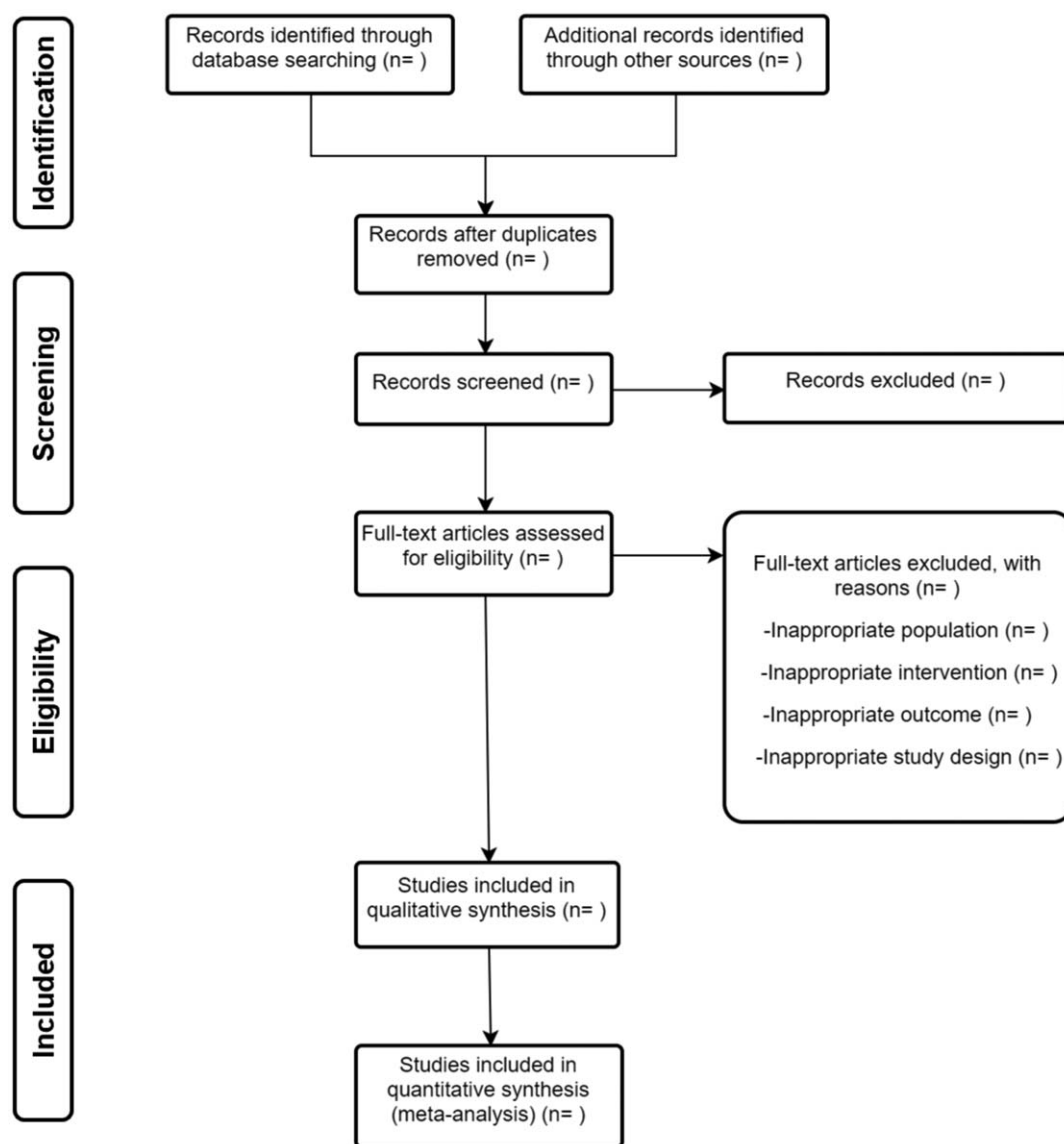 Identification
Records identified through
database searching (n= )
Additional records identified
through other sources (n= )
Records after duplicates
removed (n= )
Screening
Records screened (n= )
Records excluded (n= )
Eligibility
Full-text articles assessed
for eligibility (n= )
Full-text articles excluded, with
reasons (n= )
-Inappropriate population (n= )
-Inappropriate intervention (n= )
-Inappropriate outcome (n= )
-Inappropriate study design (n= )
Included
Studies included in
qualitative synthesis (n= )
Studies included in
quantitative synthesis
(meta-analysis) (n= )